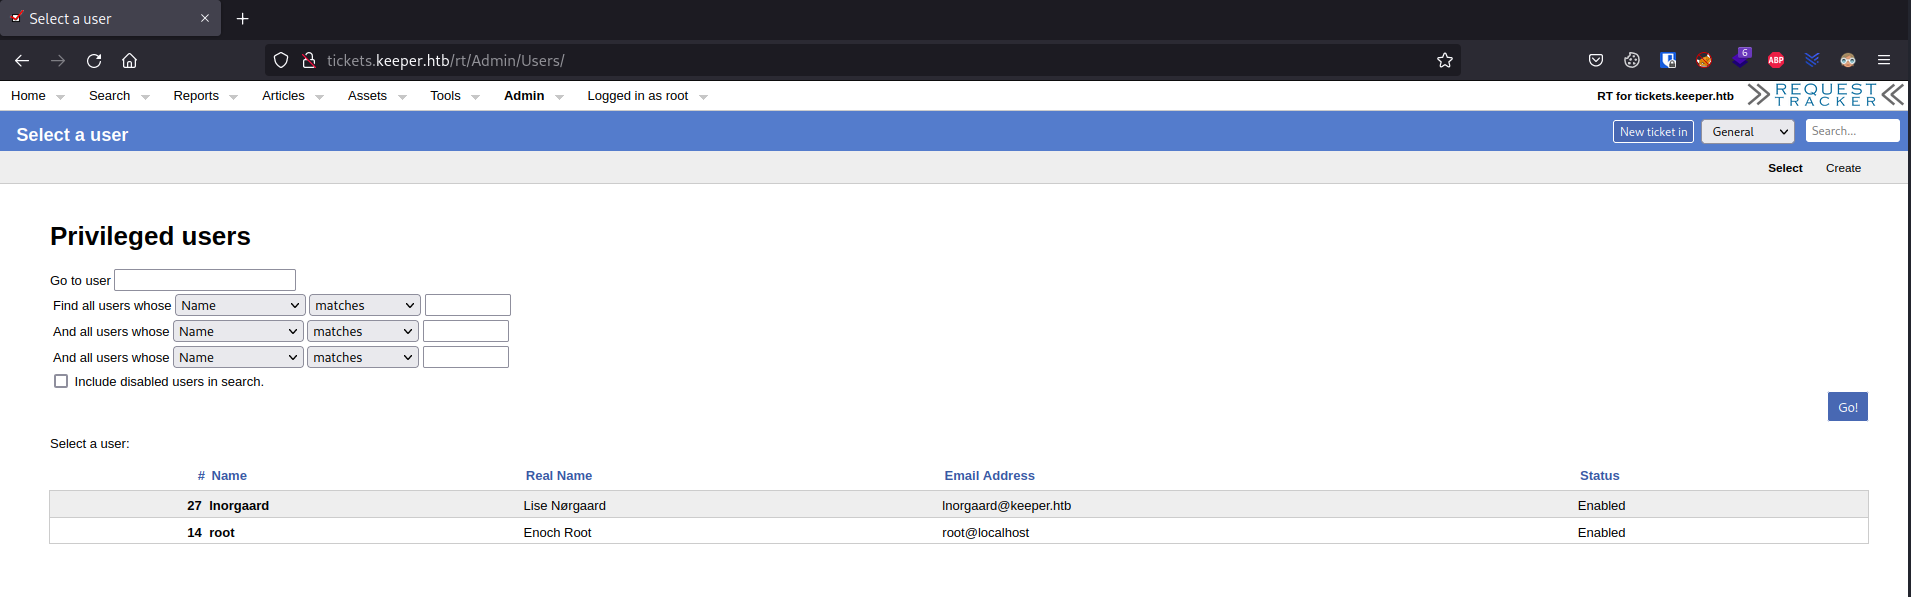 Select a user
tickets.keeper.htb/rt/Admin/Users/
6
ABP
Home Search Reports Articles Assets Tools Admin Logged in as root
RT for tickets.keeper.htb
REQUEST
TRACKER
Select a user
New ticket in General Search...
Select Create
Privileged users
Go to user
Find all users whose Name matches
And all users whose Name matches
And all users whose Name matches
Include disabled users in search.
Go!
Select a user:
# Name Real Name Email Address Status
27 lnorgaard Lise Nørgaard lnorgaard@keeper.htb Enabled
14 root Enoch Root root@localhost Enabled